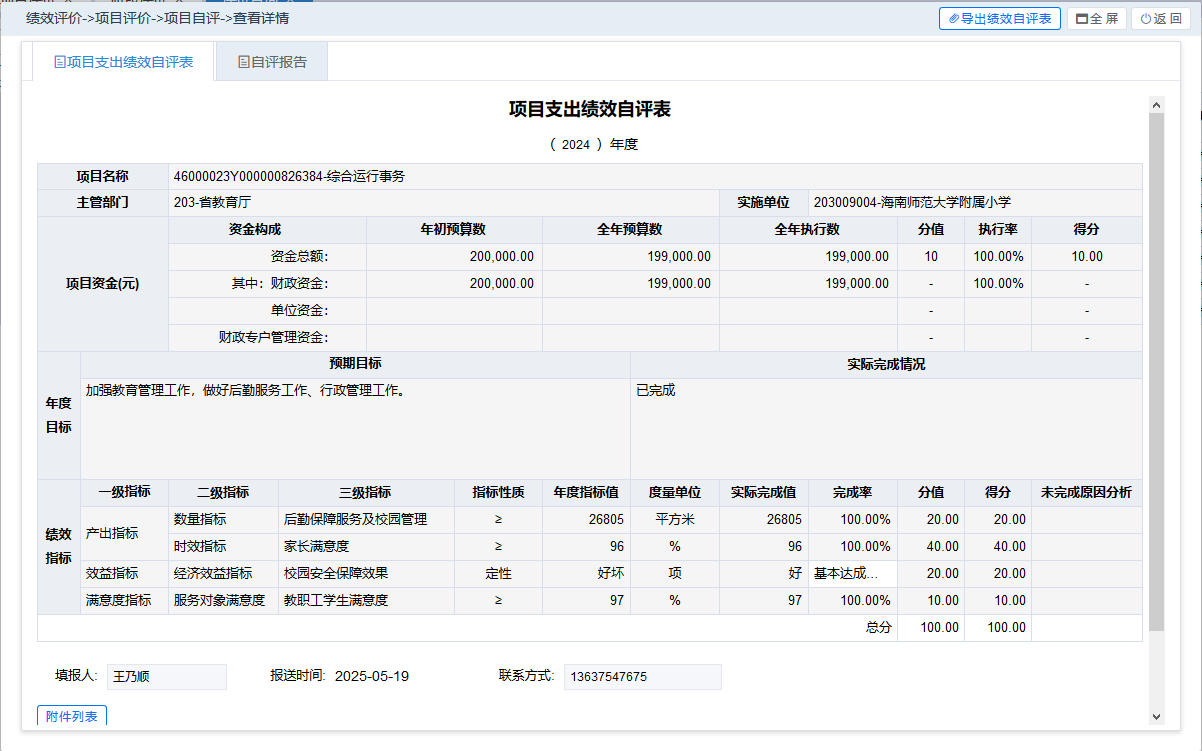 绩效评价->项目评价->项目自评->查看详情
导出绩效自评表 全 屏 返 回
项目支出绩效自评表 自评报告
项目支出绩效自评表
( 2024 ) 年度
项目名称 46000023Y000000826384-综合运行事务
主管部门 203-省教育厅 实施单位 203009004-海南师范大学附属小学
项目资金(元) 资金构成 年初预算数 全年预算数 全年执行数 分值 执行率 得分
资金总额: 200,000.00 199,000.00 199,000.00 10 100.00% 10.00
其中: 财政资金: 200,000.00 199,000.00 199,000.00 - 100.00% -
单位资金: - -
财政专户管理资金: - -
年度目标 预期目标 实际完成情况
加强教育管理工作，做好后勤服务工作、行政管理工作。 已完成
绩效指标 一级指标 二级指标 三级指标 指标性质 年度指标值 度量单位 实际完成值 完成率 分值 得分 未完成原因分析
产出指标 数量指标 后勤保障服务及校园管理 ≥ 26805 平方米 26805 100.00% 20.00 20.00
时效指标 家长满意度 ≥ 96 % 96 100.00% 40.00 40.00
效益指标 经济效益指标 校园安全保障效果 定性 好坏 项 好 基本达成... 20.00 20.00
满意度指标 服务对象满意度 教职工学生满意度 ≥ 97 % 97 100.00% 10.00 10.00
总分 100.00 100.00
填报人: 王乃顺 报送时间: 2025-05-19 联系方式: 13637547675
附件列表